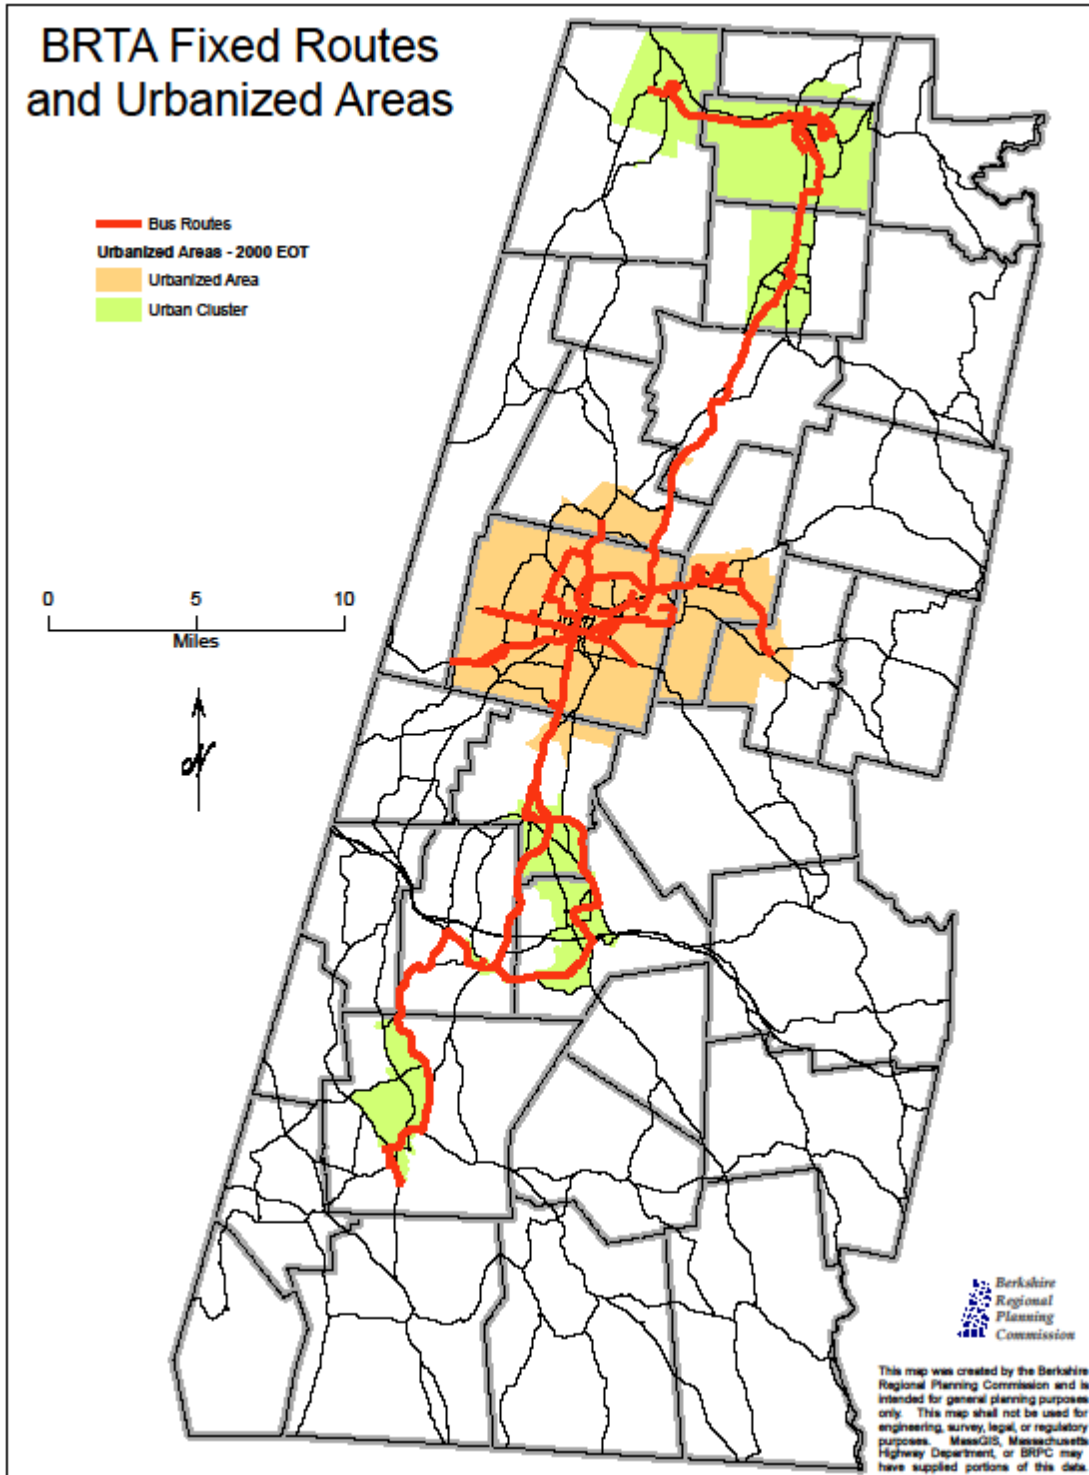 BRTA Fixed Routes
and Urbanized Areas
Bus Routes
Urbanized Areas - 2000 EOT
Urbanized Area
Urban Cluster
0 5 10
Miles
N
Berkshire
Regional
Planning
Commission
This map was created by the Berkshire
Regional Planning Commission and is
intended for general planning purposes
only. This map shall not be used for
engineering, survey, legal, or regulatory
purposes. MassGIS, Massachusetts
Highway Department, or BRPC may
have supplied portions of this data